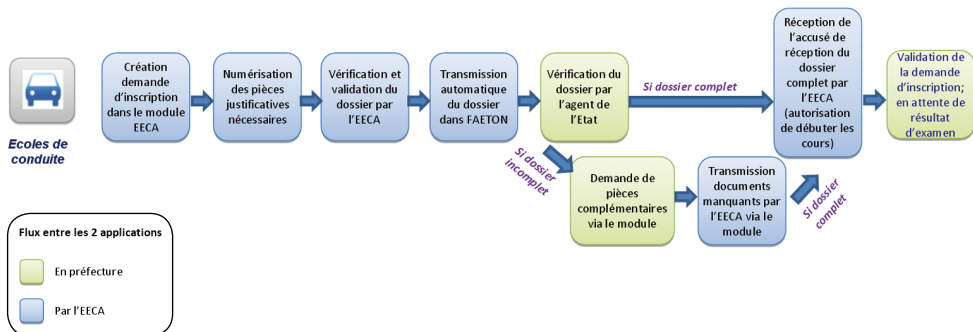 Ecoles de
conduite
Création
demande
d'inscription
dans le module
EECA
Numérisation
des pièces
justificatives
nécessaires
Vérification et
validation du
dossier par
l'EECA
Transmission
automatique
du dossier
dans FAETON
Vérification du
dossier par
l'agent de
l'Etat
Si dossier complet
Réception de
l'accusé de
réception du
dossier
complet par
l'EECA
(autorisation
de débuter les
cours)
Validation de
la demande
d'inscription;
en attente de
résultat
d'examen
Si dossier
incomplet
Demande de
pièces
complémentaires
via le module
Transmission
documents
manquants par
l'EECA via le
module
Si dossier
complet
Flux entre les 2 applications
En préfecture
Par l'EECA